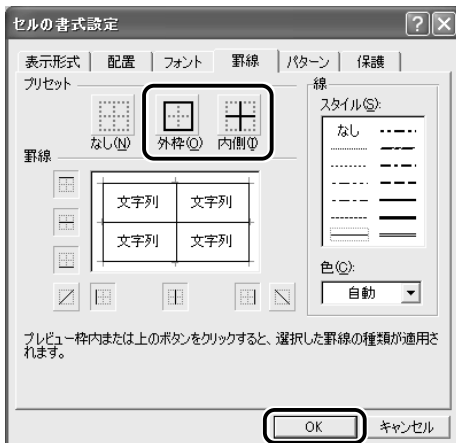 セルの書式設定
表示形式 配置 フォント 罫線 パターン 保護
プリセット
なし(N) 外枠(O) 内側(I)
罫線
文字列 文字列
文字列 文字列
線
スタイル(S):
なし
色(C):
自動
プレビュー枠内または上のボタンをクリックすると、選択した罫線の種類が適用さ
れます。
OK キャンセル